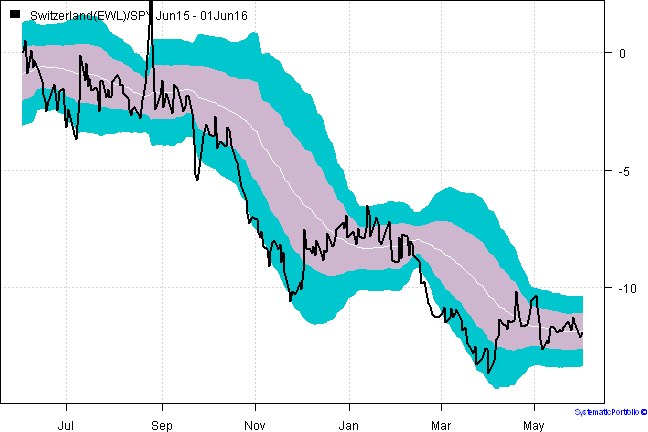 Switzerland(EWL)/SPY Jun15 - 01Jun16
0
-5
-10
Jul Sep Nov Jan Mar May
SystematicPortfolio ©